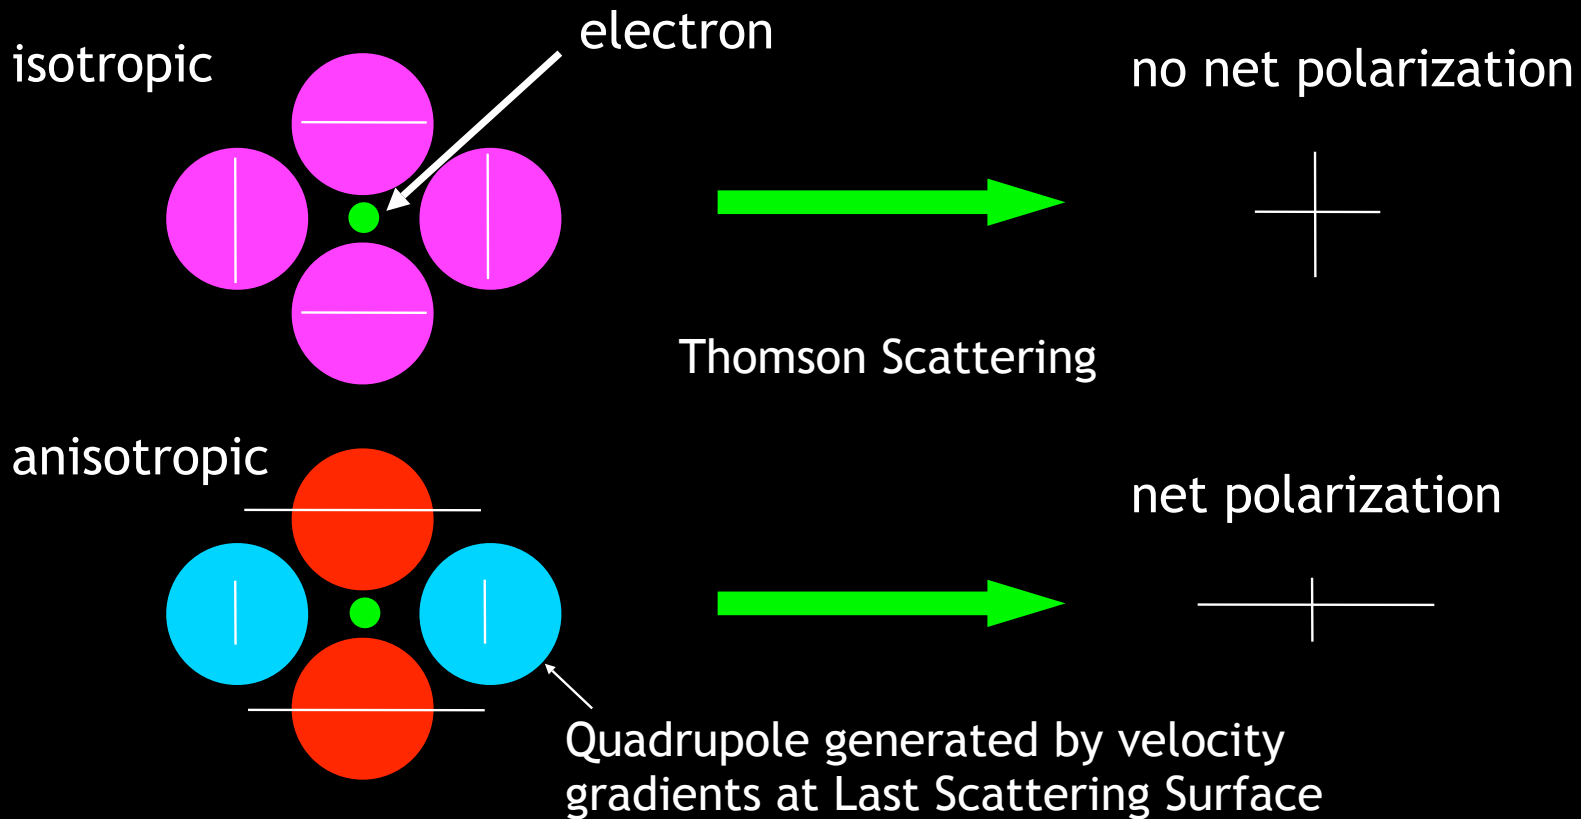 isotropic
electron
no net polarization
Thomson Scattering
anisotropic
net polarization
Quadrupole generated by velocity
gradients at Last Scattering Surface